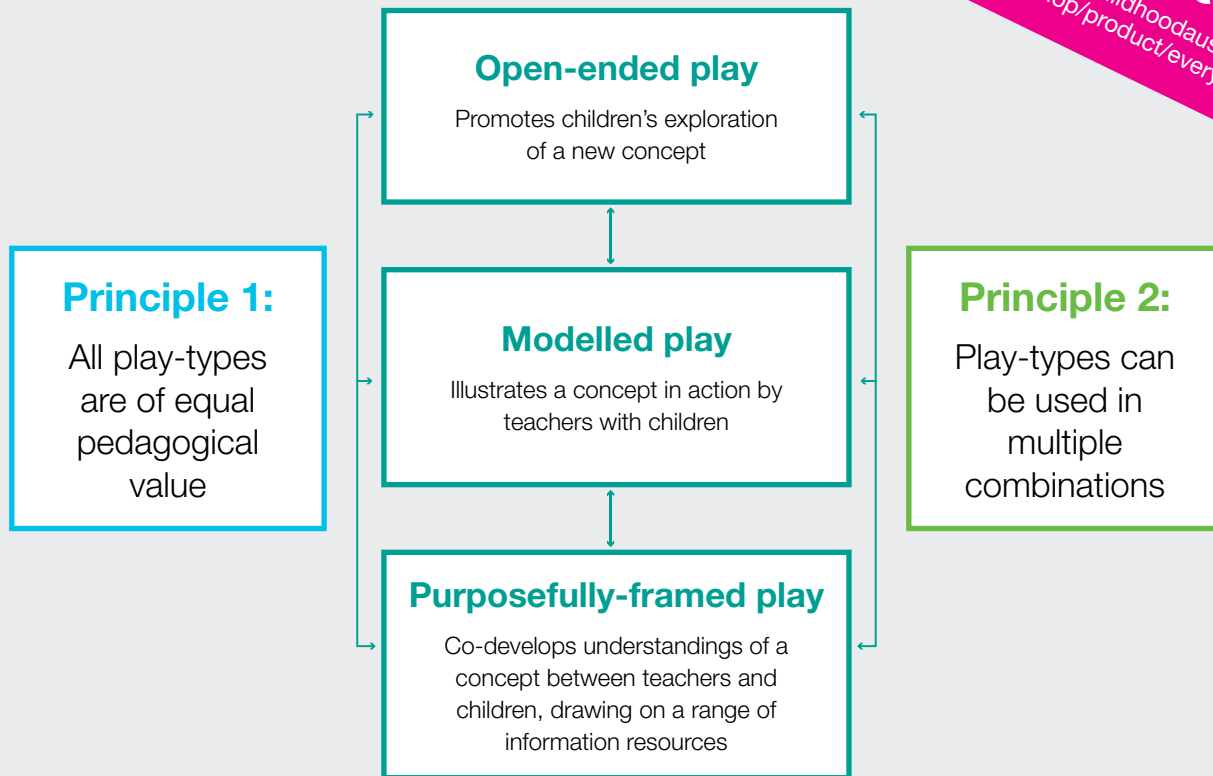 Open-ended play
Promotes children's exploration
of a new concept
Principle 1:
All play-types
are of equal
pedagogical
value
Modelled play
Illustrates a concept in action by
teachers with children
Principle 2:
Play-types can
be used in
multiple
combinations
Purposefully-framed play
Co-develops understandings of a
concept between teachers and
children, drawing on a range of
information resources